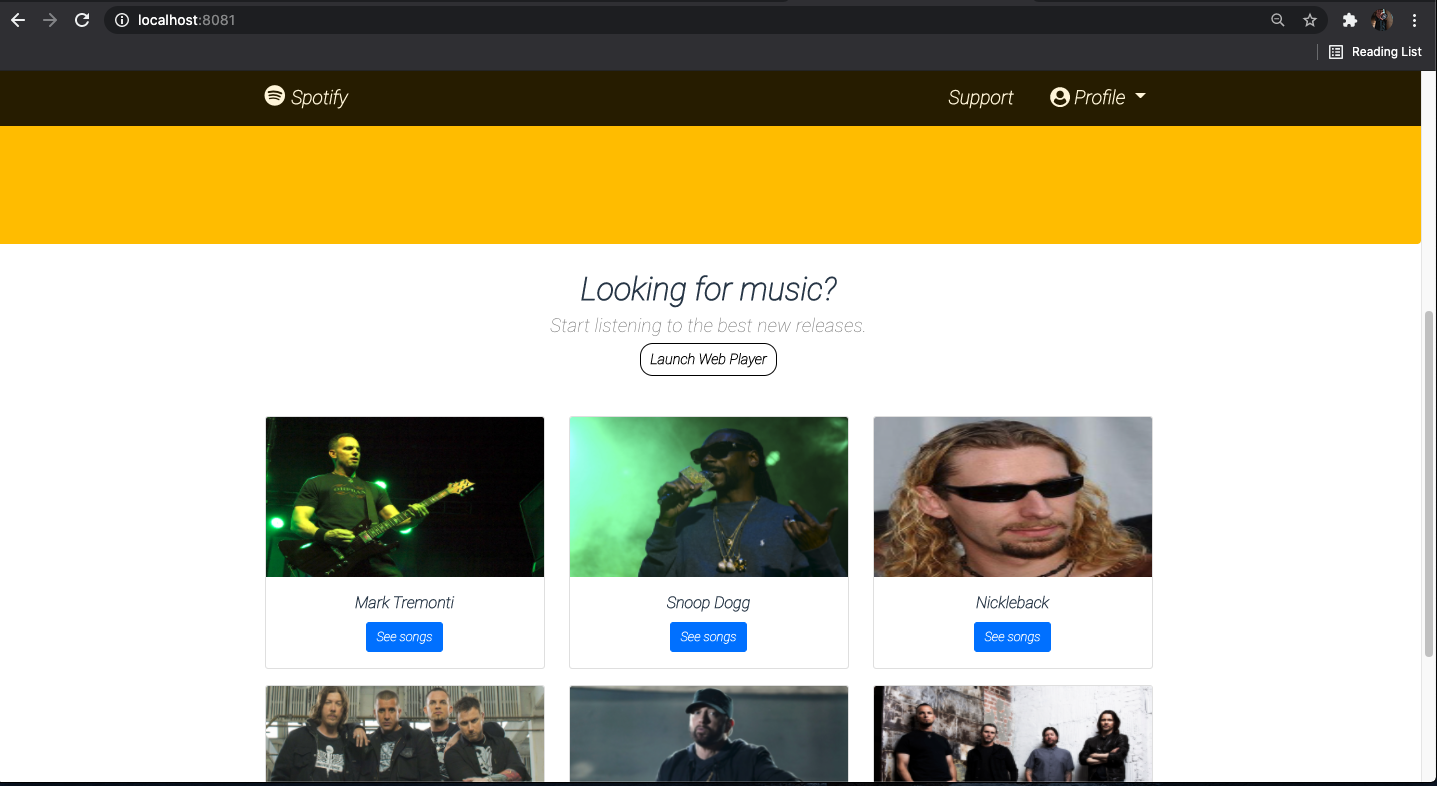 localhost:8081
Reading List
Spotify Support Profile
Looking for music?
Start listening to the best new releases.
Launch Web Player
Mark Tremonti Snoop Dogg Nickleback
See songs See songs See songs